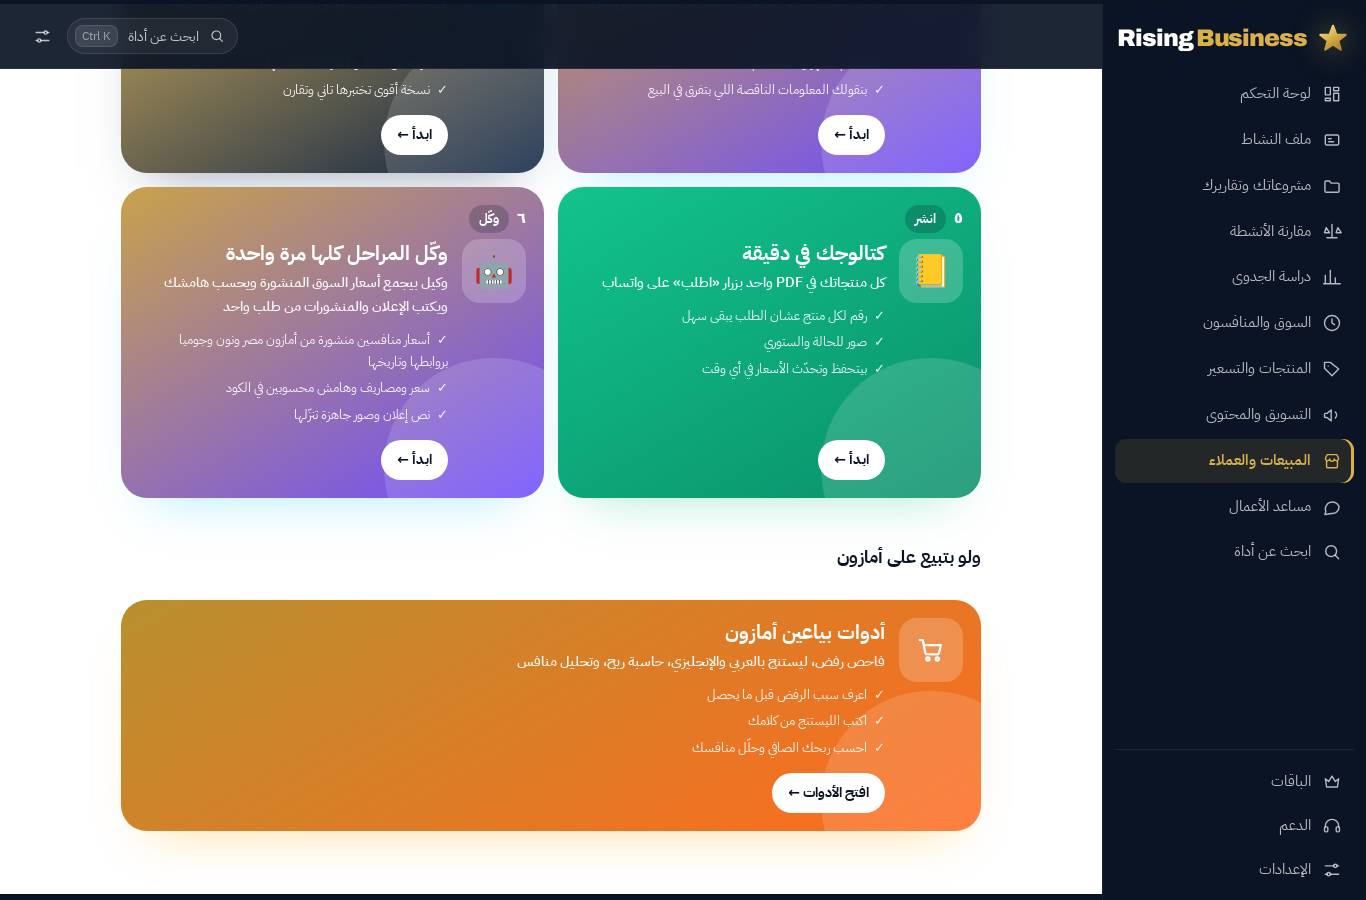 Rising Business
لوحة التحكم
ملف النشاط
مشروعاتك وتقاريرك
مقارنة الأنشطة
دراسة الجدوى
السوق والمنافسون
المنتجات والتسعير
التسويق والمحتوى
المبيعات والعملاء
مساعد الأعمال
ابحث عن أداة
الباقات
الدعم
الإعدادات
ابحث عن أداة
Ctrl K
✓ بنقولك المعلومات الناقصة اللي بتفرق في البيع
ابدأ ←
✓ نسخة أقوى تختبرها تاني وتقارن
ابدأ ←
٥ انشر
كتالوجك في دقيقة
كل منتجاتك في PDF واحد بزرار «اطلب» على واتساب
✓ رقم لكل منتج عشان الطلب يبقى سهل
✓ صور للحالة والستوري
✓ بيتحفظ وتحدّث الأسعار في أي وقت
ابدأ ←
٦ وكّل
وكّل المراحل كلها مرة واحدة
وكيل بيجمع أسعار السوق المنشورة ويحسب هامشك
ويكتب الإعلان والمنشورات من طلب واحد
✓ أسعار منافسين منشورة من أمازون مصر ونون وجوميا
بروابطها وتاريخها
✓ سعر ومصاريف وهامش محسوبين في الكود
✓ نص إعلان وصور جاهزة تنزّلها
ابدأ ←
ولو بتبيع على أمازون
أدوات بياعين أمازون
فاحص رفض، ليستنج بالعربي والإنجليزي، حاسبة ربح، وتحليل منافس
✓ اعرف سبب الرفض قبل ما يحصل
✓ اكتب الليستنج من كلامك
✓ احسب ربحك الصافي وحلّل منافسك
افتح الأدوات ←